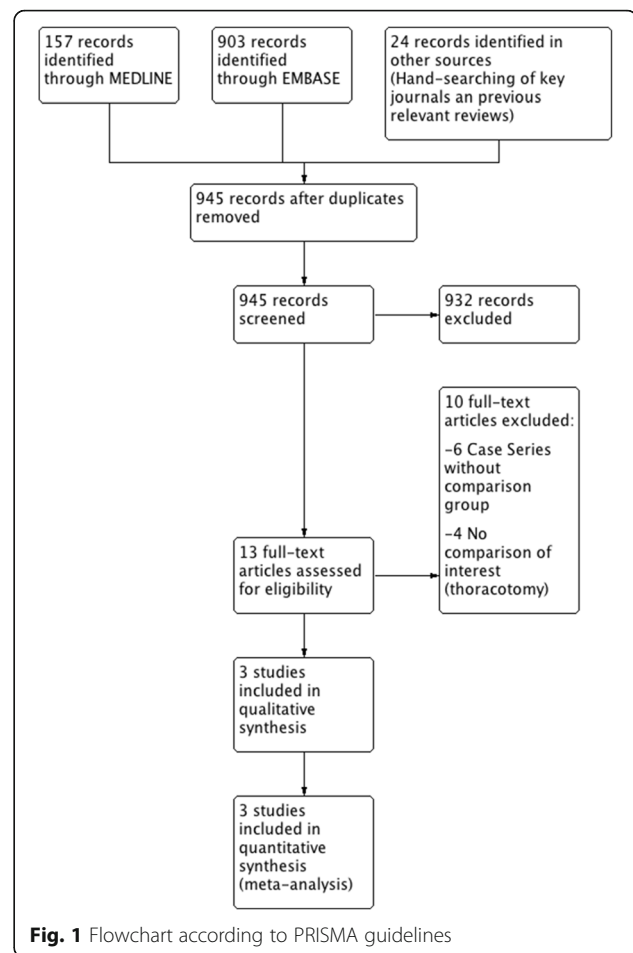 157 records
identified
through MEDLINE
903 records
identified
through EMBASE
24 records identified in
other sources
(Hand-searching of key
journals an previous
relevant reviews)
945 records after duplicates
removed
945 records
screened
932 records
excluded
10 full-text
articles excluded:
-6 Case Series
without
comparison
group
-4 No
comparison of
interest
(thoracotomy)
13 full-text
articles assessed
for eligibility
3 studies
included in
qualitative
synthesis
3 studies
included in
quantitative
synthesis
(meta-analysis)
Fig. 1 Flowchart according to PRISMA guidelines